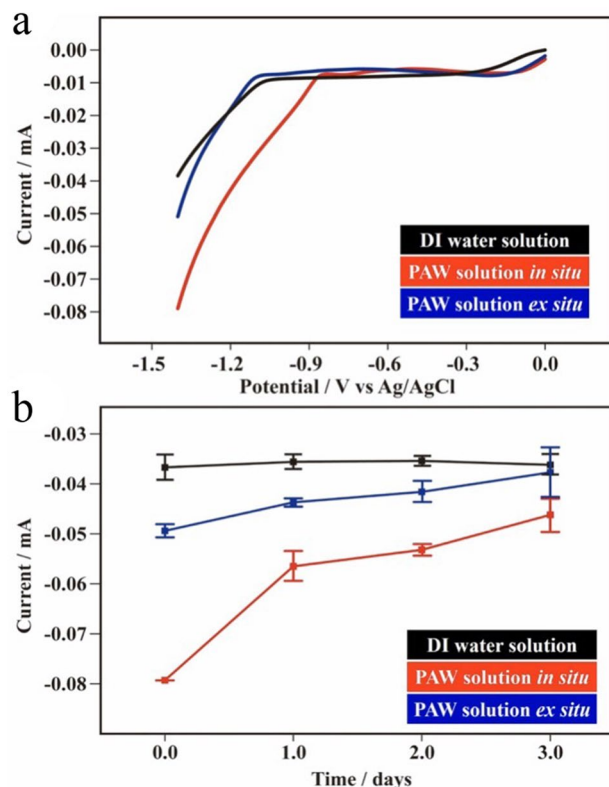 a
0.00
-0.01
-0.02
-0.03
-0.04
-0.05
-0.06
-0.07
-0.08
Current / mA
DI water solution
PAW solution in situ
PAW solution ex situ
-1.5 -1.2 -0.9 -0.6 -0.3 0.0
Potential / V vs Ag/AgCl
b
-0.03
-0.04
-0.05
-0.06
-0.07
-0.08
Current / mA
DI water solution
PAW solution in situ
PAW solution ex situ
0.0 1.0 2.0 3.0
Time / days